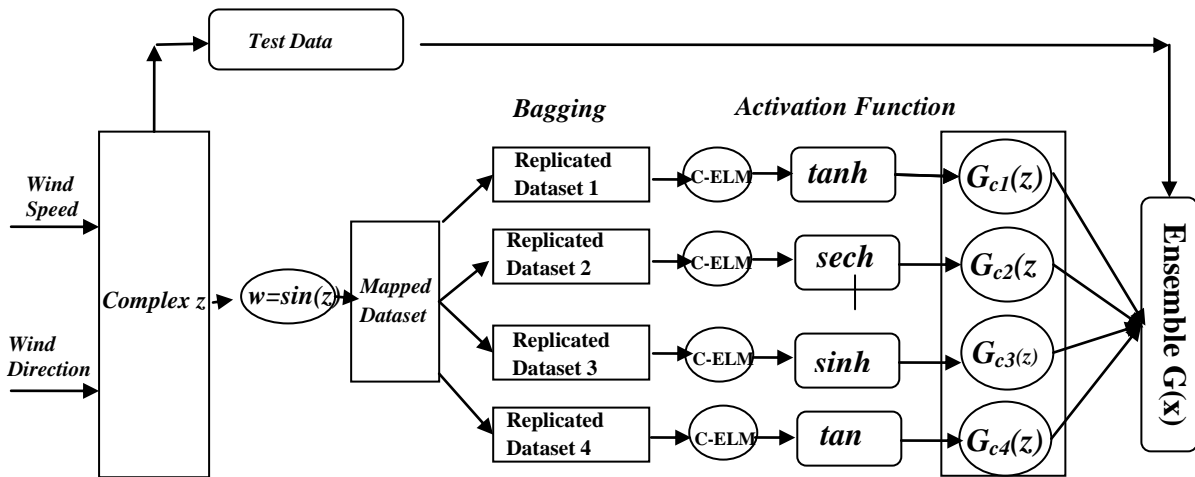 Test Data
Bagging
Activation Function
Wind
Speed
Wind
Direction
Complex z
w=sin(z)
Mapped
Dataset
Replicated
Dataset 1
C-ELM
tanh
Gc1(z)
Replicated
Dataset 2
C-ELM
sech
Gc2(z
Replicated
Dataset 3
C-ELM
sinh
Gc3(z)
Replicated
Dataset 4
C-ELM
tan
Gc4(z)
Ensemble G(x)